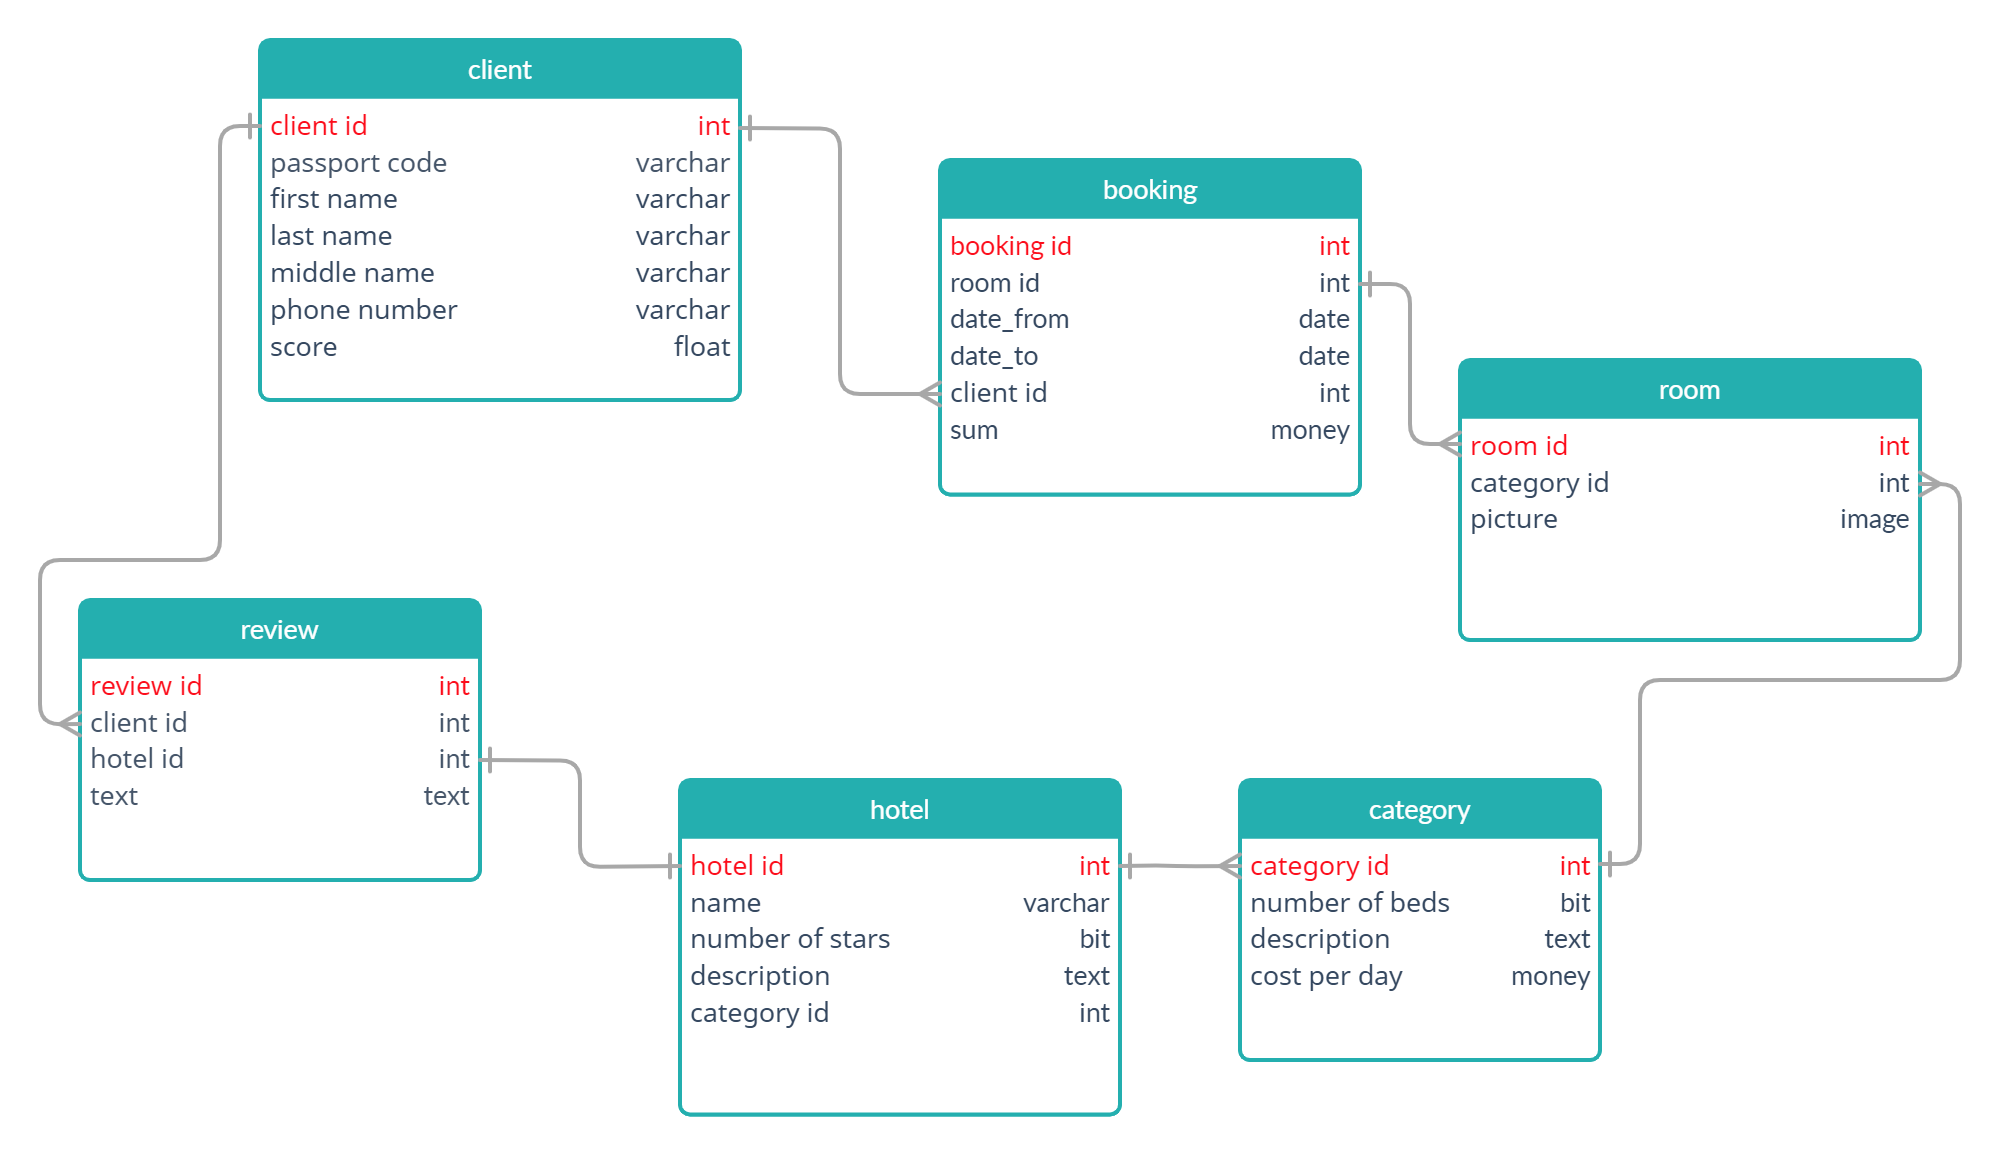 client
client id int
passport code varchar
first name varchar
last name varchar
middle name varchar
phone number varchar
score float
booking
booking id int
room id int
date_from date
date_to date
client id int
sum money
room
room id int
category id int
picture image
review
review id int
client id int
hotel id int
text text
hotel
hotel id int
name varchar
number of stars bit
description text
category id int
category
category id int
number of beds bit
description text
cost per day money